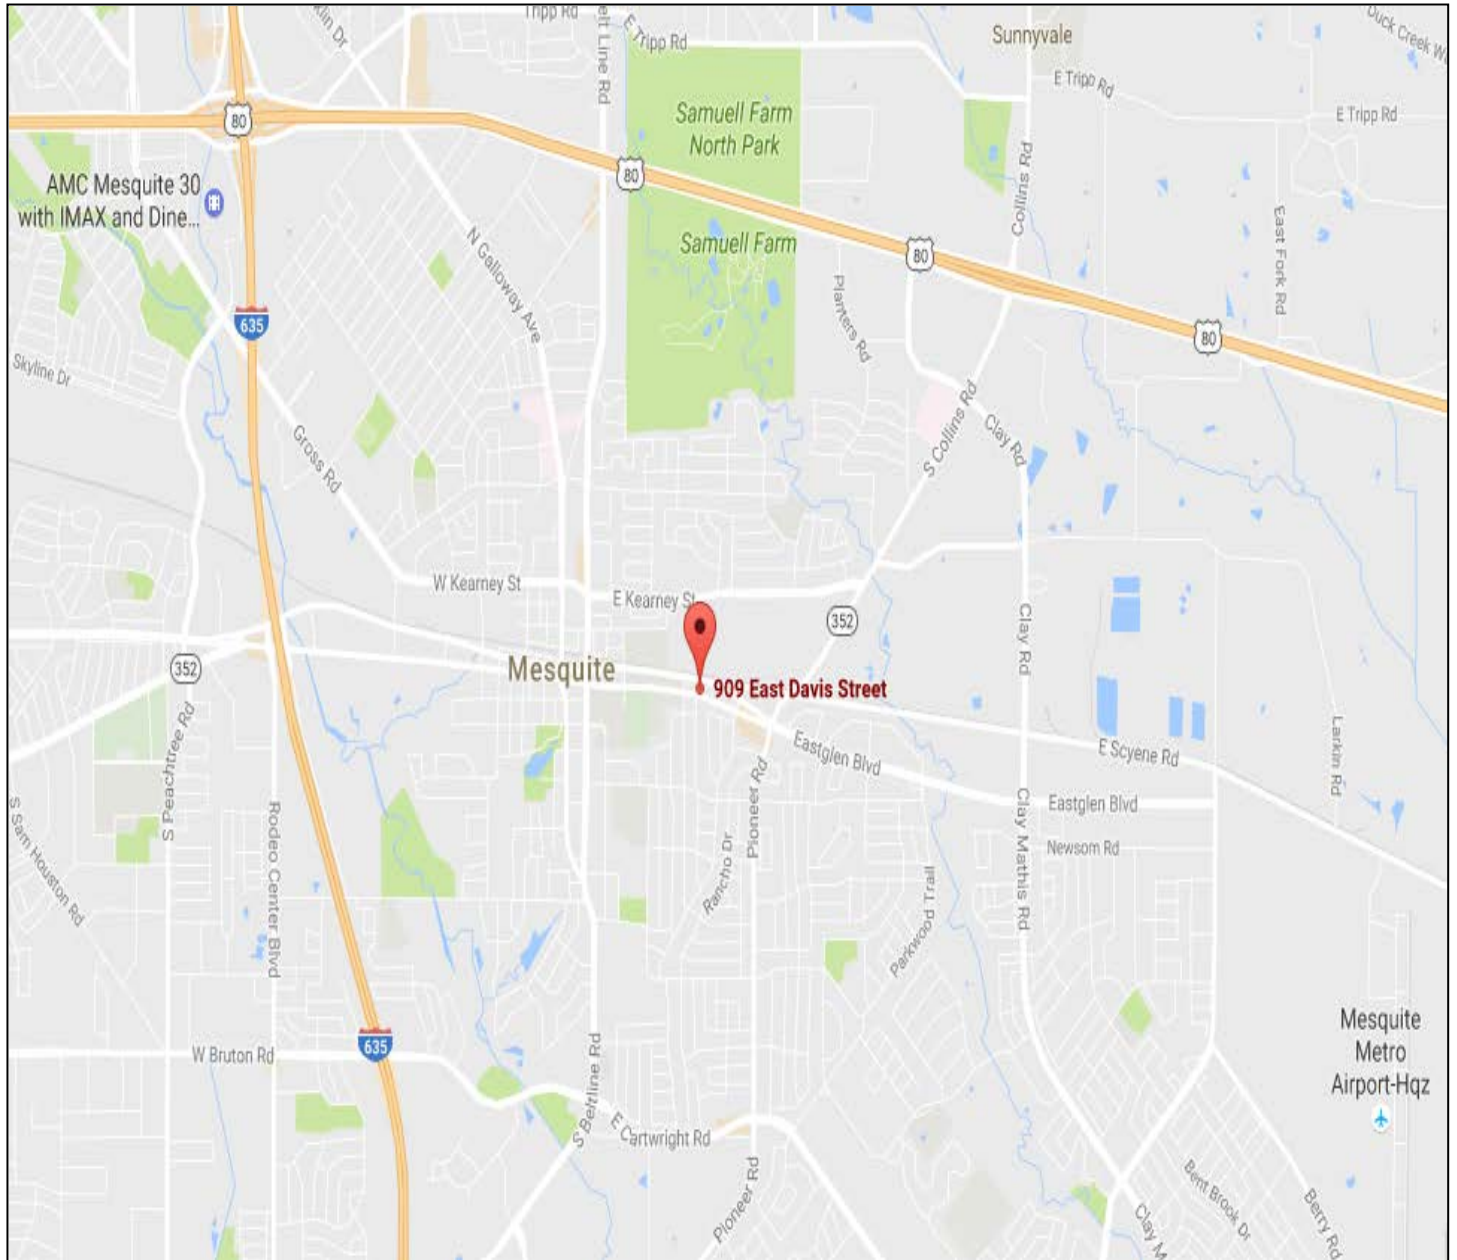 Tripp Rd
E Tripp Rd
Sunnyvale
Duck Creek W
E Tripp Rd
E Tripp Rd
80
Samuell Farm
North Park
Collins Rd
80
AMC Mesquite 30
with IMAX and Dine...
N Galloway Ave
Samuell Farm
80
East Fork Rd
Planters Rd
635
80
Skyline Dr
Gross Rd
S Collins Rd
Clay Rd
W Kearney St
E Kearney St
352
Clay Rd
352
Mesquite
909 East Davis Street
S Peachtree Rd
Eastglen Blvd
E Scyene Rd
Larkin Rd
Pioneer Rd
Eastglen Blvd
S Sam Houston Rd
Rodeo Center Blvd
Rancho Dr
Newsom Rd
Clay Mathis Rd
Parkwood Trail
W Bruton Rd
635
S Beltline Rd
E Cartwright Rd
Mesquite
Metro
Airport-Hqz
Pioneer Rd
Bent Brook Dr
Berry Rd
Clay M